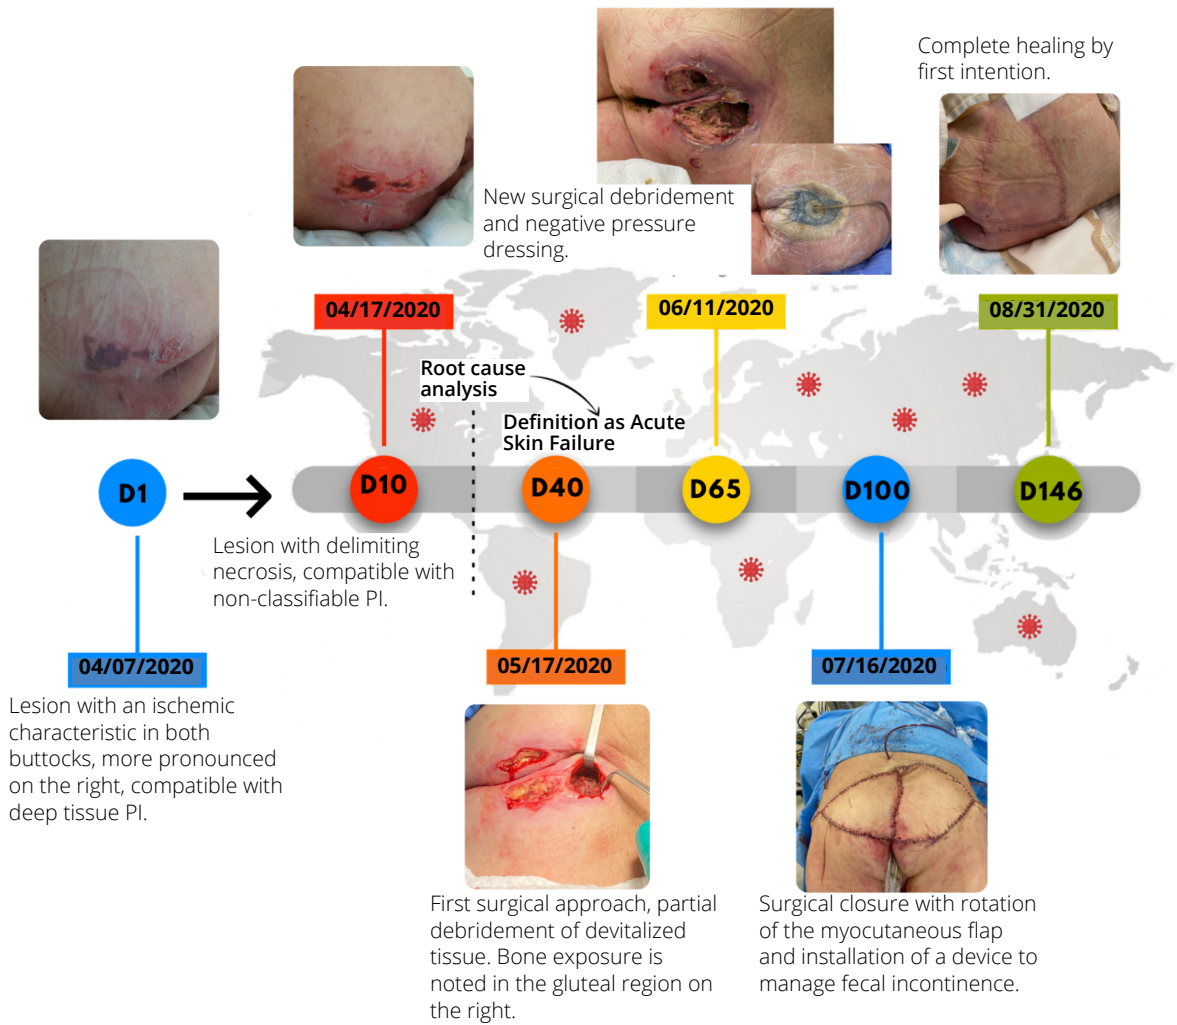 Complete healing by
first intention.
New surgical debridement
and negative pressure
dressing.
04/17/2020
06/11/2020
08/31/2020
Root cause
analysis
Definition as Acute
Skin Failure
D1
D10
D40
D65
D100
D146
Lesion with delimiting
necrosis, compatible with
non-classifiable PI.
04/07/2020
05/17/2020
07/16/2020
Lesion with an ischemic
characteristic in both
buttocks, more pronounced
on the right, compatible with
deep tissue PI.
First surgical approach, partial
debridement of devitalized
tissue. Bone exposure is
noted in the gluteal region on
the right.
Surgical closure with rotation
of the myocutaneous flap
and installation of a device to
manage fecal incontinence.